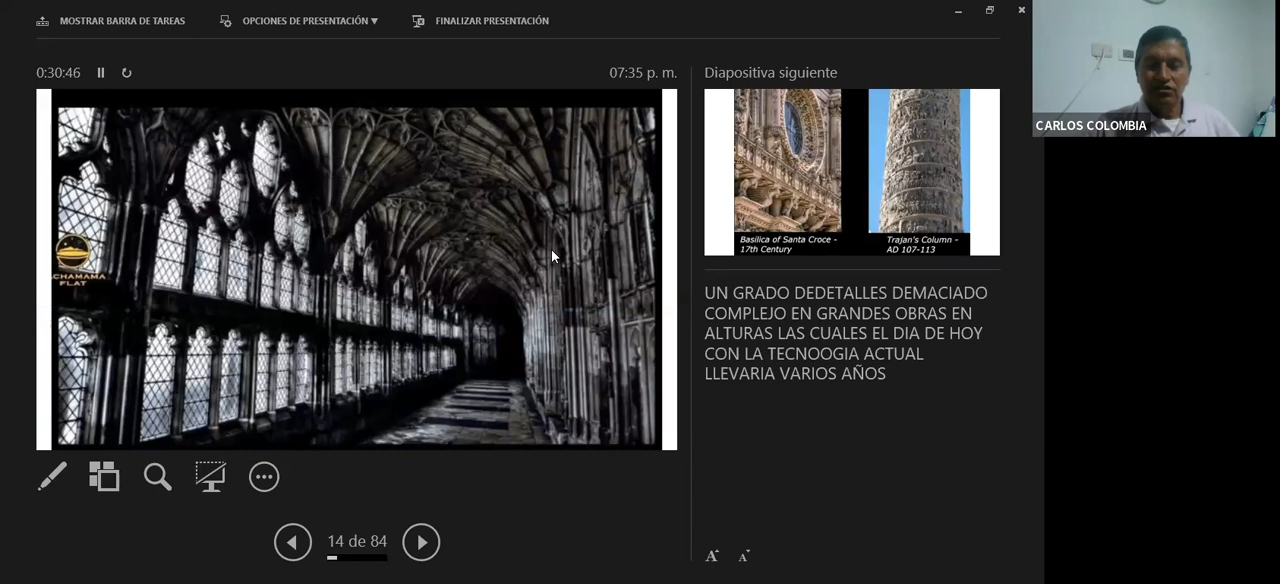 MOSTRAR BARRA DE TAREAS
OPCIONES DE PRESENTACIÓN ▼
FINALIZAR PRESENTACIÓN
0:30:46
07:35 p. m.
Diapositiva siguiente
CARLOS COLOMBIA
CHAMAMA
FLAT
Basilica of Santa Croce -
17th Century
Trajan's Column -
AD 107-113
UN GRADO DEDETALLES DEMACIADO
COMPLEJO EN GRANDES OBRAS EN
ALTURAS LAS CUALES EL DIA DE HOY
CON LA TECNOOGIA ACTUAL
LLEVARIA VARIOS AÑOS
14 de 84
A A